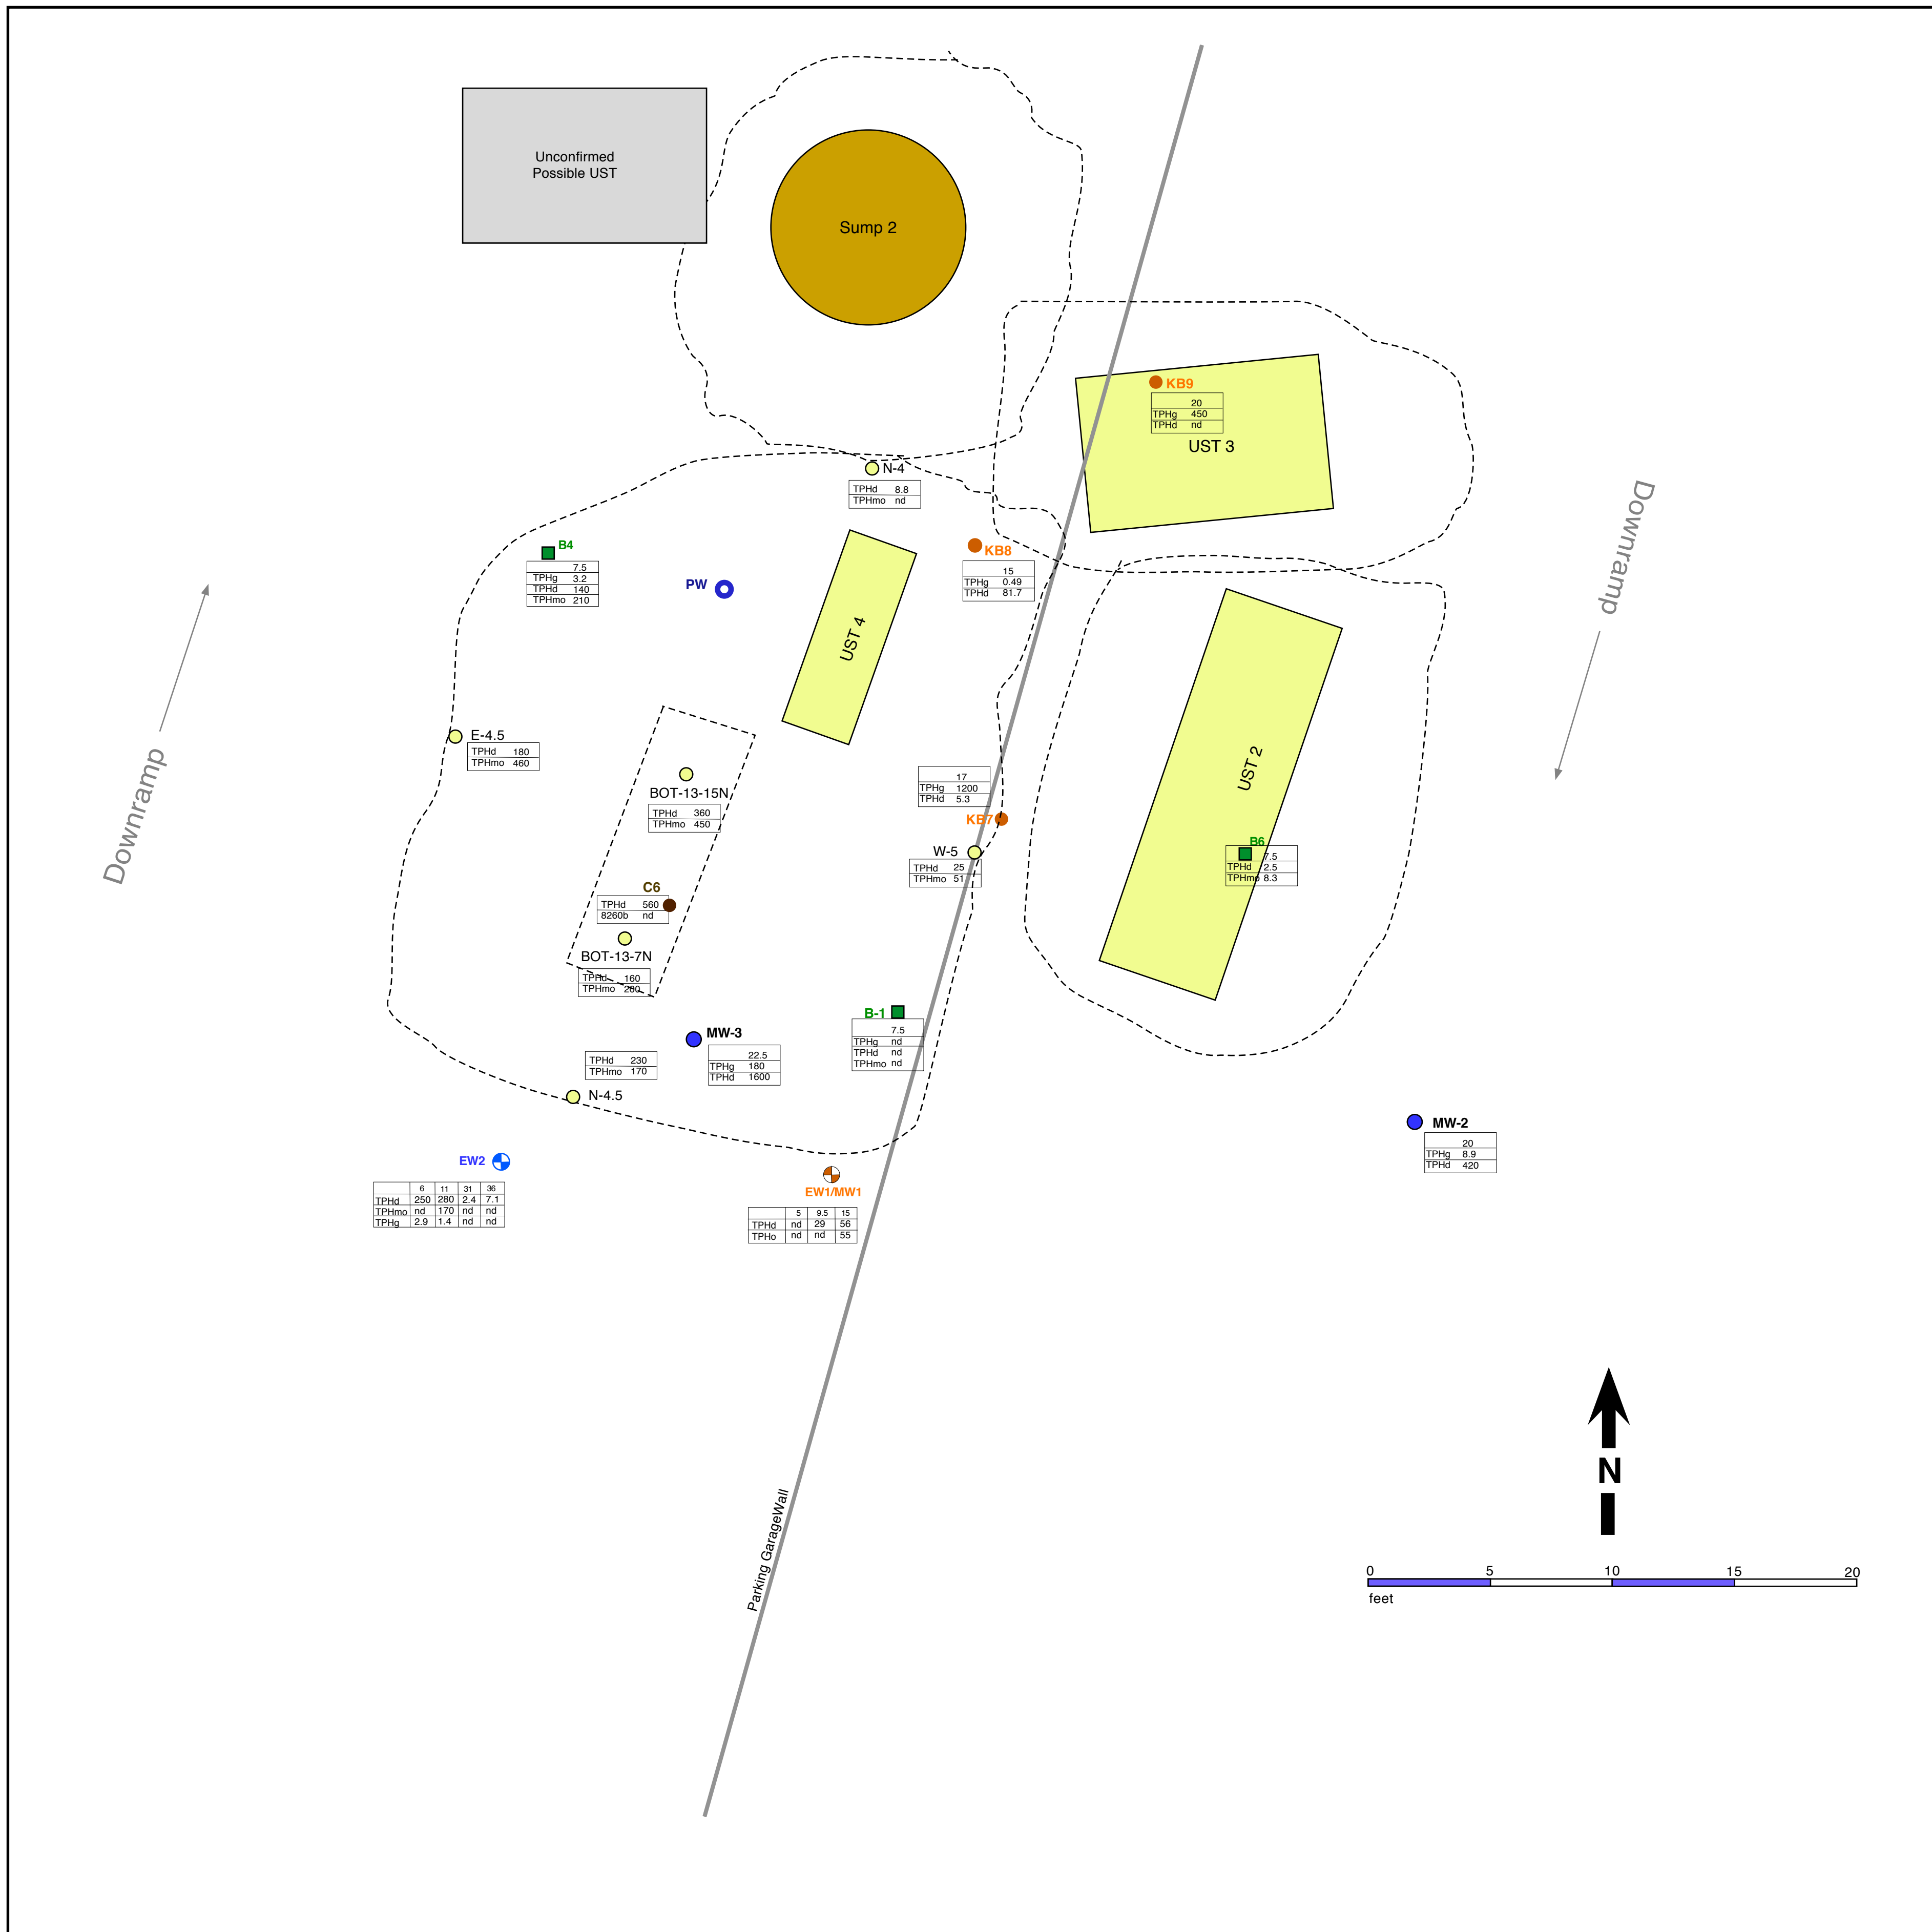 Unconfirmed
Possible UST
Sump 2
KB9
20
TPHg 450
TPHd nd
UST 3
N-4
TPHd 8.8
TPHmo nd
Downramp
B4
7.5
TPHg 3.2
TPHd 140
TPHmo 210
PW
KB8
15
TPHg 0.49
TPHd 81.7
UST 4
E-4.5
TPHd 180
TPHmo 460
Downramp
UST 2
BOT-13-15N
TPHd 360
TPHmo 450
17
TPHg 1200
TPHd 5.3
KB7
W-5
TPHd 25
TPHmo 51
B6
7.5
TPHd 2.5
TPHmo 8.3
C6
TPHd 560
8260b nd
BOT-13-7N
TPHd 160
TPHmo 260
B-1
7.5
TPHg nd
TPHd nd
TPHmo nd
MW-3
22.5
TPHg 180
TPHd 1600
TPHd 230
TPHmo 170
N-4.5
MW-2
20
TPHg 8.9
TPHd 420
EW2
6 11 31 36
TPHd 250 280 2.4 7.1
TPHmo nd 170 nd nd
TPHg 2.9 1.4 nd nd
EW1/MW1
5 9.5 15
TPHd nd 29 56
TPHo nd nd 55
Parking GarageWall
N
0 5 10 15 20
feet